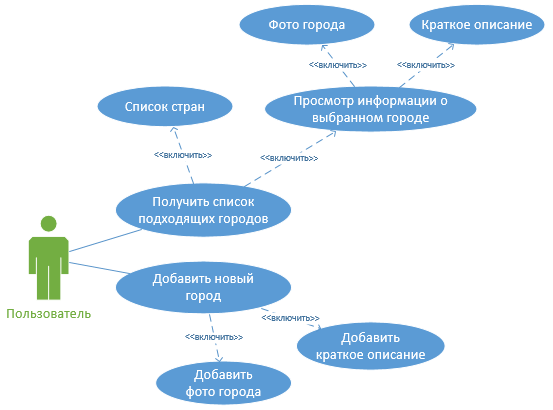 Фото города
Краткое описание
<<включить>>
<<включить>>
Просмотр информации о
выбранном городе
Список стран
<<включить>>
<<включить>>
Получить список
подходящих городов
Пользователь
Добавить новый
город
<<включить>>
<<включить>>
Добавить
краткое описание
Добавить
фото города